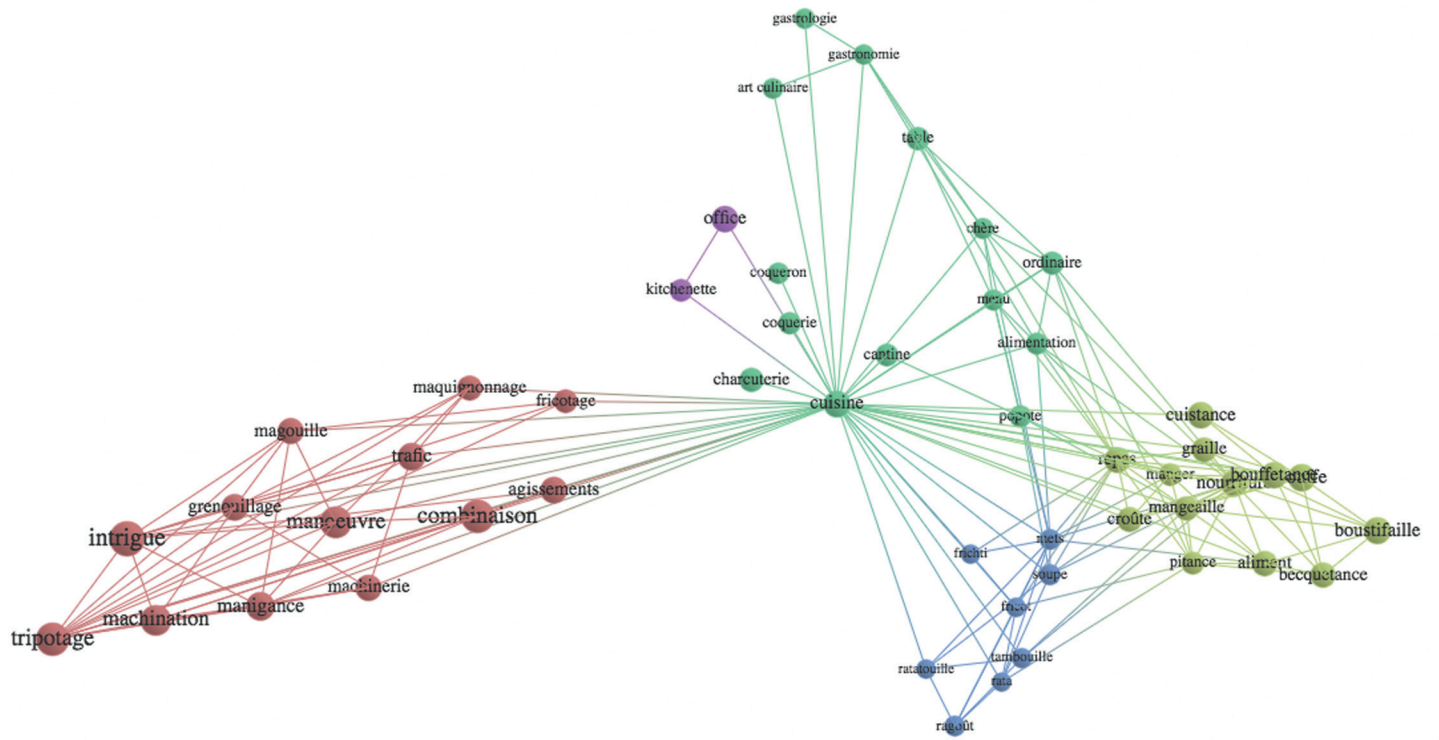 gastrologie
gastronomie
art culinaire
table
office
chère
ordinaire
coqueron
kitchenette
menu
coquerie
alimentation
cantine
charcuterie
maquignonnage
fricotage
cuisine
popote
cuistance
magouille
graille
trafic
repas
manger
bouffetance
agissements
grenouillage
mangeaille
combinaison
manœuvre
croûte
boustifaille
intrigue
mets
frichti
pitance
aliment
soupe
becquetance
machinerie
manigance
fricot
machination
tripotage
tambouille
ratatouille
rata
ragoût